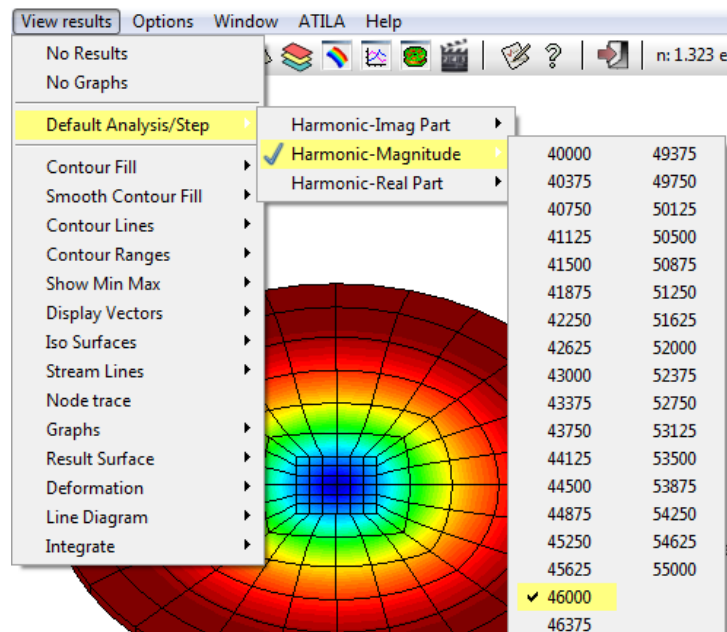 View results Options Window ATILA Help
n: 1.323 e
No Results
No Graphs
Default Analysis/Step
Contour Fill
Smooth Contour Fill
Contour Lines
Contour Ranges
Show Min Max
Display Vectors
Iso Surfaces
Stream Lines
Node trace
Graphs
Result Surface
Deformation
Line Diagram
Integrate
Harmonic-Imag Part
Harmonic-Magnitude
Harmonic-Real Part
40000 49375
40375 49750
40750 50125
41125 50500
41500 50875
41875 51250
42250 51625
42625 52000
43000 52375
43375 52750
43750 53125
44125 53500
44500 53875
44875 54250
45250 54625
45625 55000
46000
46375